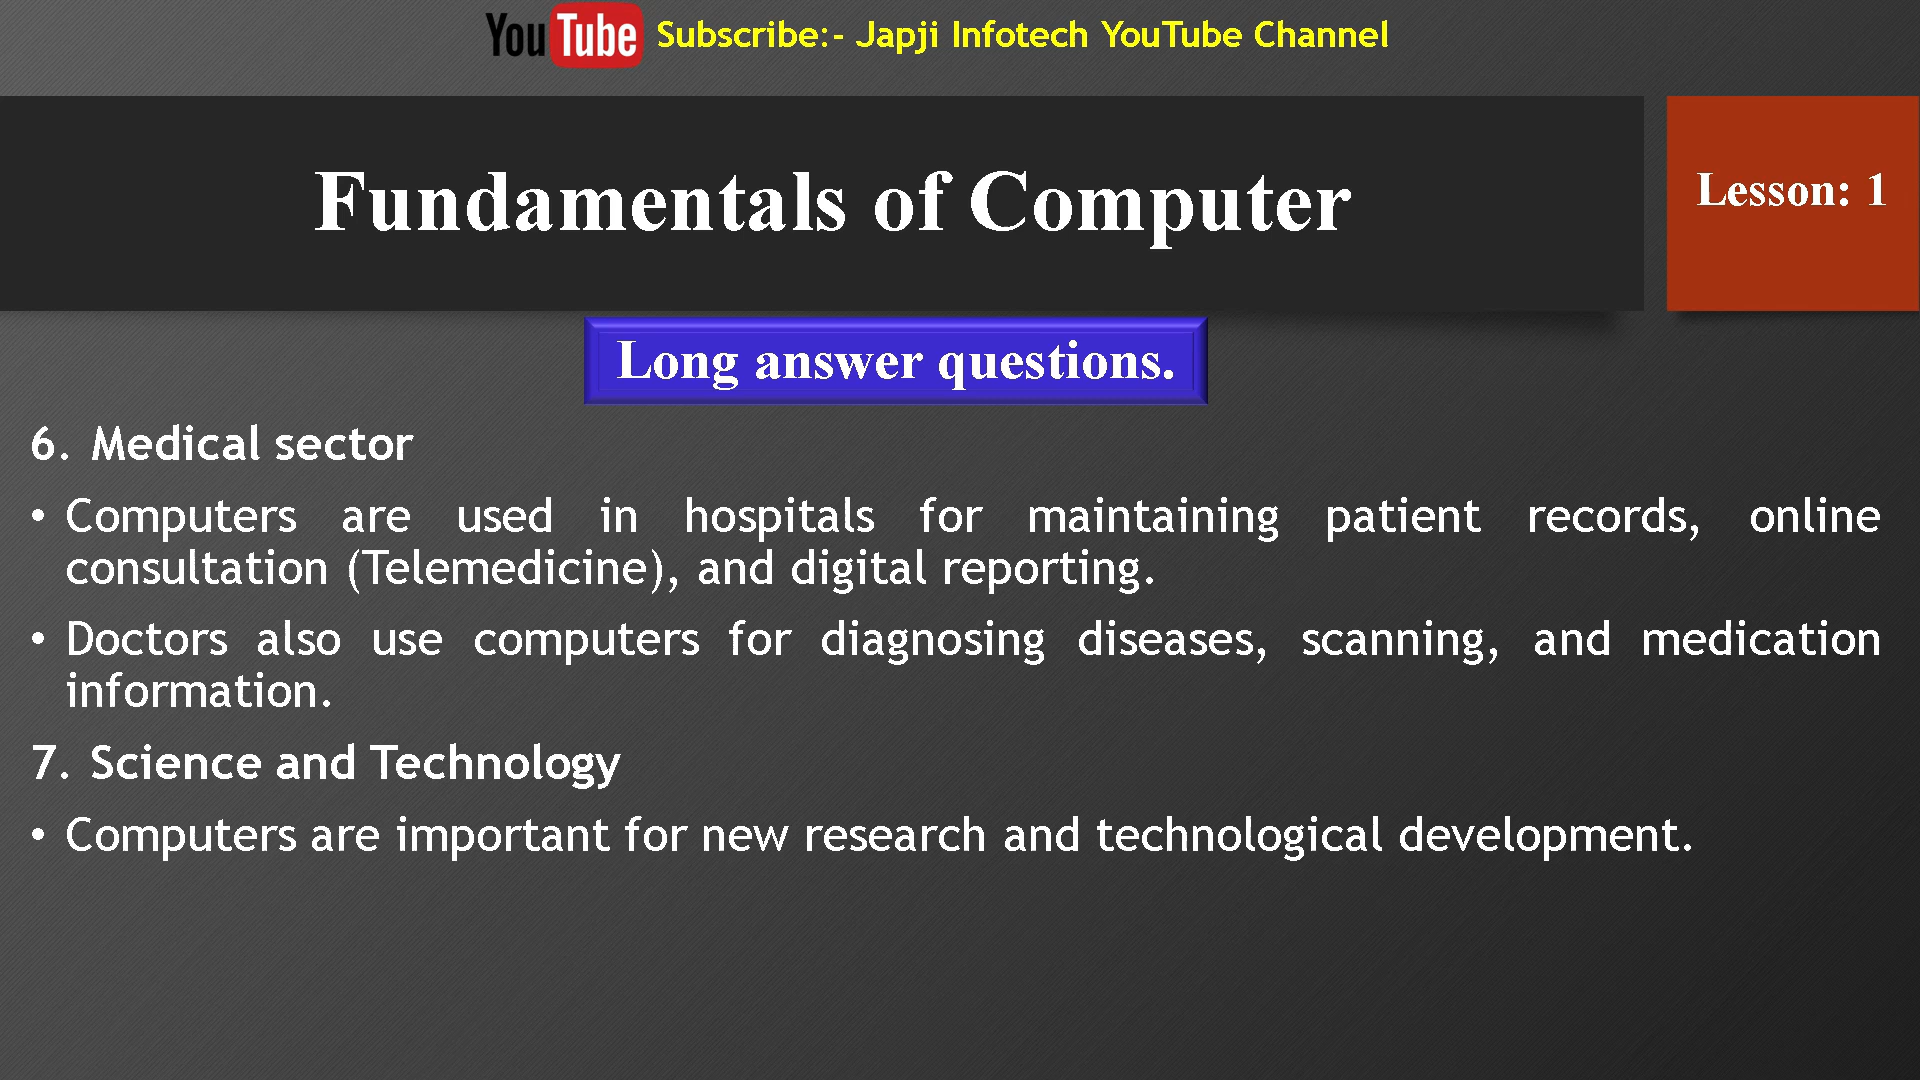 YouTube Subscribe:- Japji Infotech YouTube Channel
Fundamentals of Computer
Lesson: 1
Long answer questions.
6. Medical sector
• Computers are used in hospitals for maintaining patient records, online
consultation (Telemedicine), and digital reporting.
• Doctors also use computers for diagnosing diseases, scanning, and medication
information.
7. Science and Technology
• Computers are important for new research and technological development.